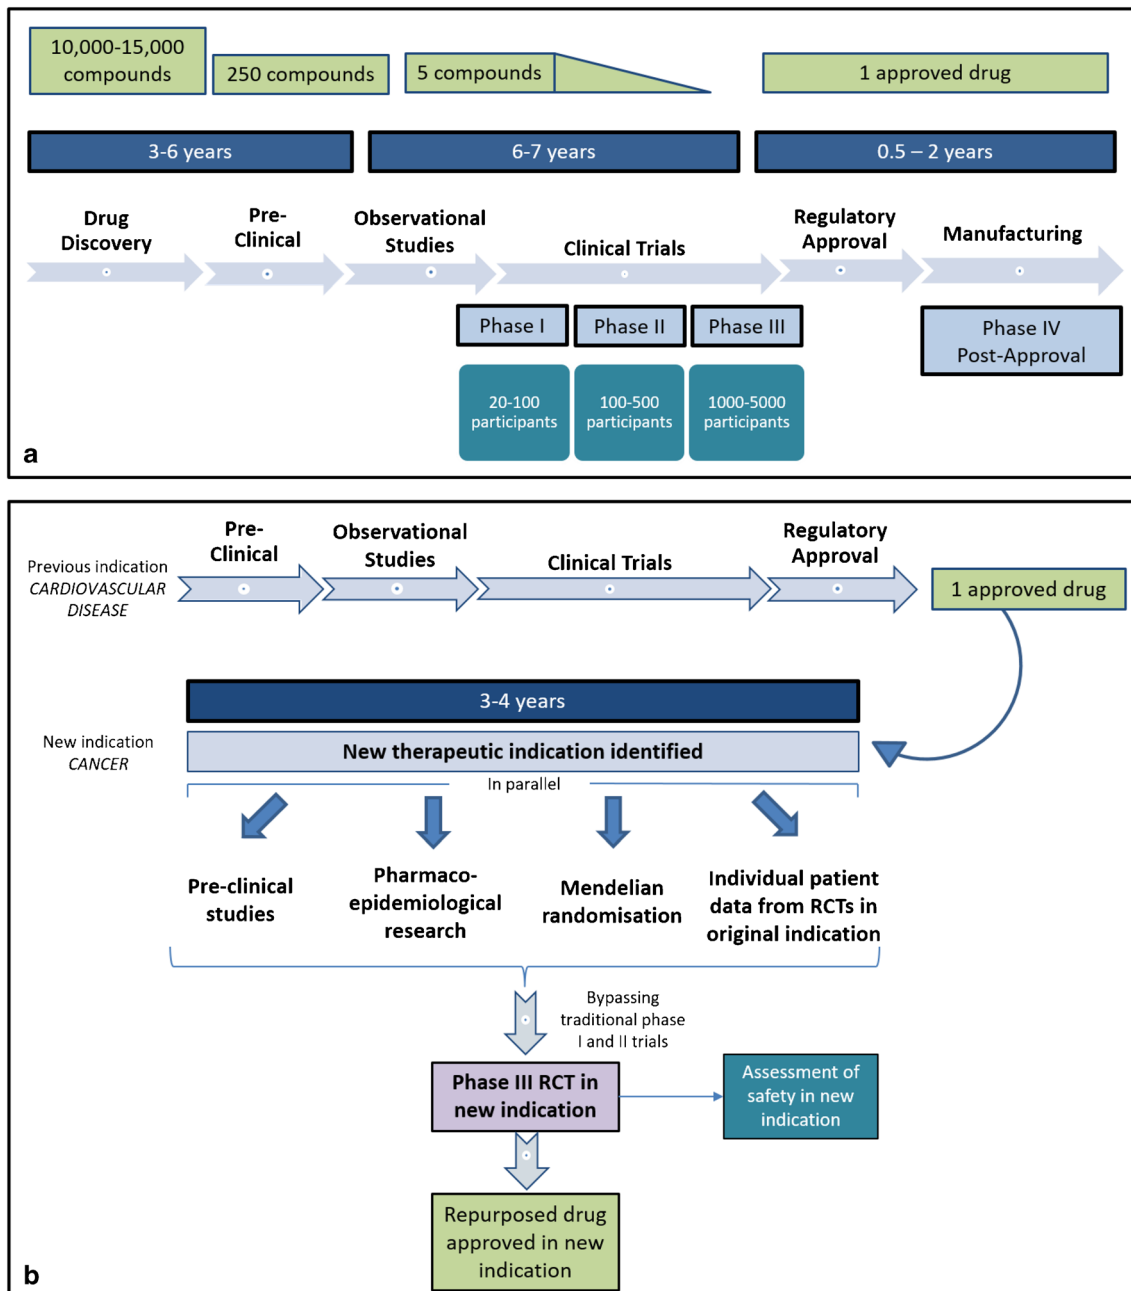 10,000-15,000
compounds
250 compounds
5 compounds
1 approved drug
3-6 years
6-7 years
0.5 – 2 years
Drug
Discovery
Pre-
Clinical
Observational
Studies
Clinical Trials
Regulatory
Approval
Manufacturing
Phase I
Phase II
Phase III
Phase IV
Post-Approval
20-100
participants
100-500
participants
1000-5000
participants
a
Previous indication
CARDIOVASCULAR
DISEASE
Pre-
Clinical
Observational
Studies
Clinical Trials
Regulatory
Approval
1 approved drug
3-4 years
New indication
CANCER
New therapeutic indication identified
In parallel
Pre-clinical
studies
Pharmaco-
epidemiological
research
Mendelian
randomisation
Individual patient
data from RCTs in
original indication
Bypassing
traditional phase
I and II trials
Phase III RCT in
new indication
Assessment of
safety in new
indication
Repurposed drug
approved in new
indication
b